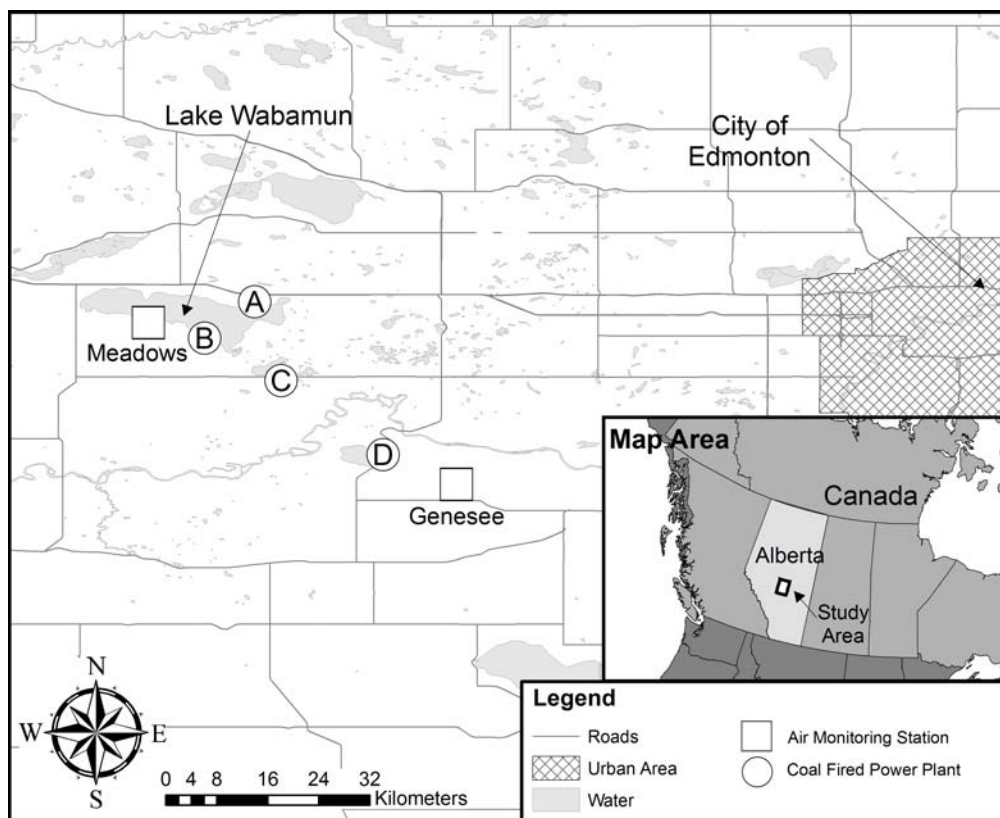 Lake Wabamun
City of
Edmonton
A
B
Meadows
C
D
Genesee
Map Area
Canada
Alberta
Study
Area
N
W E
S
0 4 8 16 24 32
Kilometers
Legend
Roads
Urban Area
Water
Air Monitoring Station
Coal Fired Power Plant